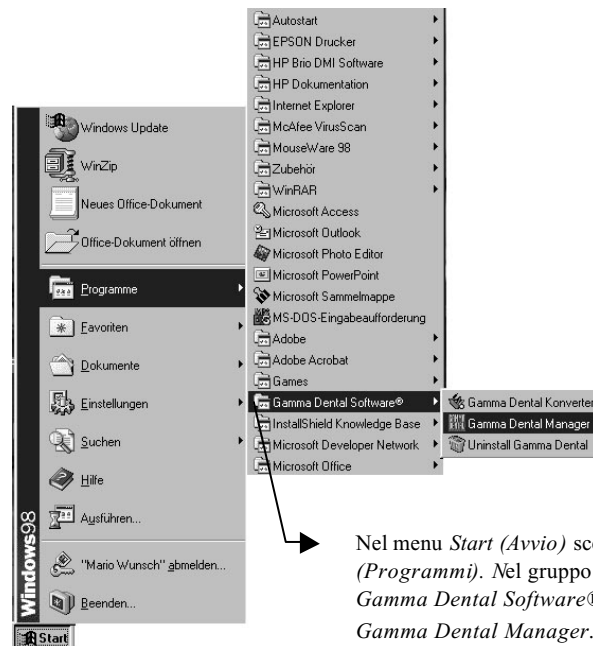 Windows Update
WinZip
Neues Office-Dokument
Office-Dokument öffnen
Programme
Favoriten
Dokumente
Einstellungen
Suchen
Hilfe
Ausführen...
"Mario Wunsch" abmelden...
Beenden...
Windows98
Start
Autostart
EPSON Drucker
HP Brio DMI Software
HP Dokumentation
Internet Explorer
McAfee VirusScan
MouseWare 98
Zubehör
WinRAR
Microsoft Access
Microsoft Outlook
Microsoft Photo Editor
Microsoft PowerPoint
Microsoft Sammelmappe
MS-DOS-Eingabeaufforderung
Adobe
Adobe Acrobat
Games
Gamma Dental Software®
InstallShield Knowledge Base
Microsoft Developer Network
Microsoft Office
Gamma Dental Konverter
Gamma Dental Manager
Uninstall Gamma Dental
Nel menu Start (Avvio)
(Programmi). Nel gruppo
Gamma Dental Software®
Gamma Dental Manager.